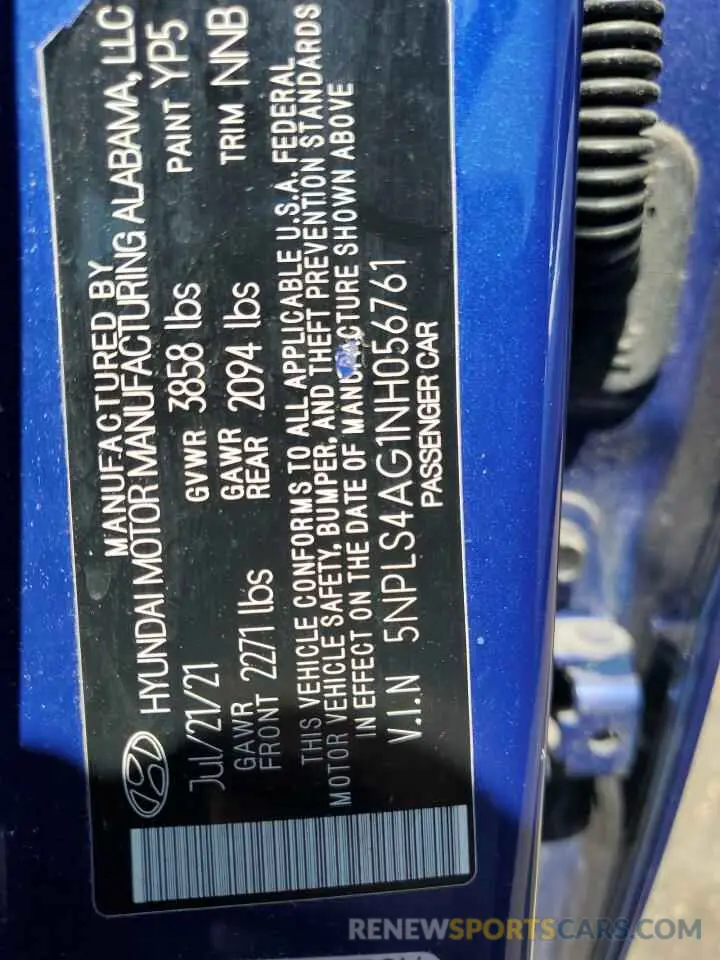 MANUFACTURED BY
HYUNDAI MOTOR MANUFACTURING ALABAMA, LLC
Jul/21/21 GVWR 3858 lbs PAINT YP5
GAWR FRONT 2271 lbs GAWR REAR 2094 lbs TRIM NNB
THIS VEHICLE CONFORMS TO ALL APPLICABLE U.S.A. FEDERAL
MOTOR VEHICLE SAFETY, BUMPER, AND THEFT PREVENTION STANDARDS
IN EFFECT ON THE DATE OF MANUFACTURE SHOWN ABOVE
V.I.N 5NPLS4AG1NH056761
PASSENGER CAR
RENEWSPORTSCARS.COM